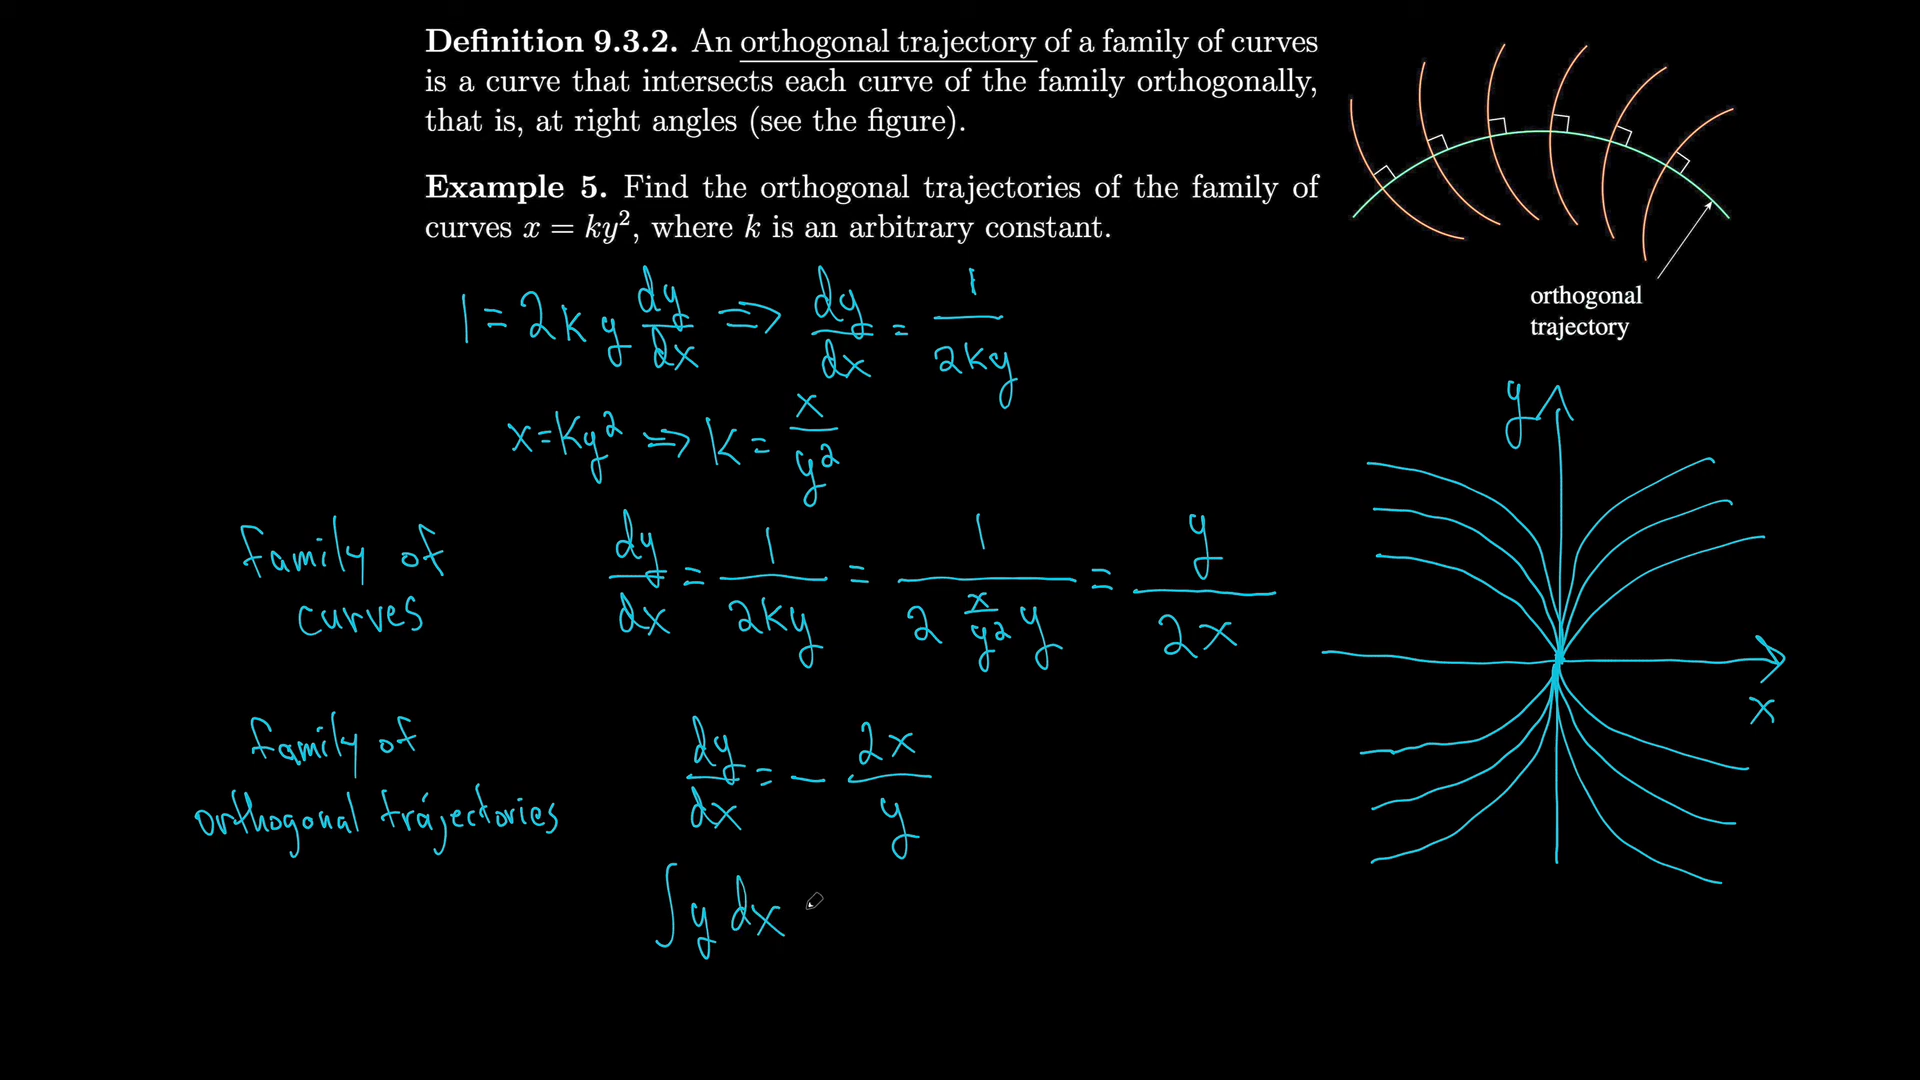 Definition 9.3.2. An orthogonal trajectory of a family of curves
is a curve that intersects each curve of the family orthogonally,
that is, at right angles (see the figure).
Example 5. Find the orthogonal trajectories of the family of
curves x = ky², where k is an arbitrary constant.
orthogonal
trajectory
1 = 2ky dy/dx ⇒ dy/dx = 1/(2ky)
x = ky² ⇒ k = x/y²
family of
curves
dy/dx = 1/(2ky) = 1/(2 x/y² y) = y/(2x)
family of
orthogonal trajectories
dy/dx = - 2x/y
∫ y dx
y
x